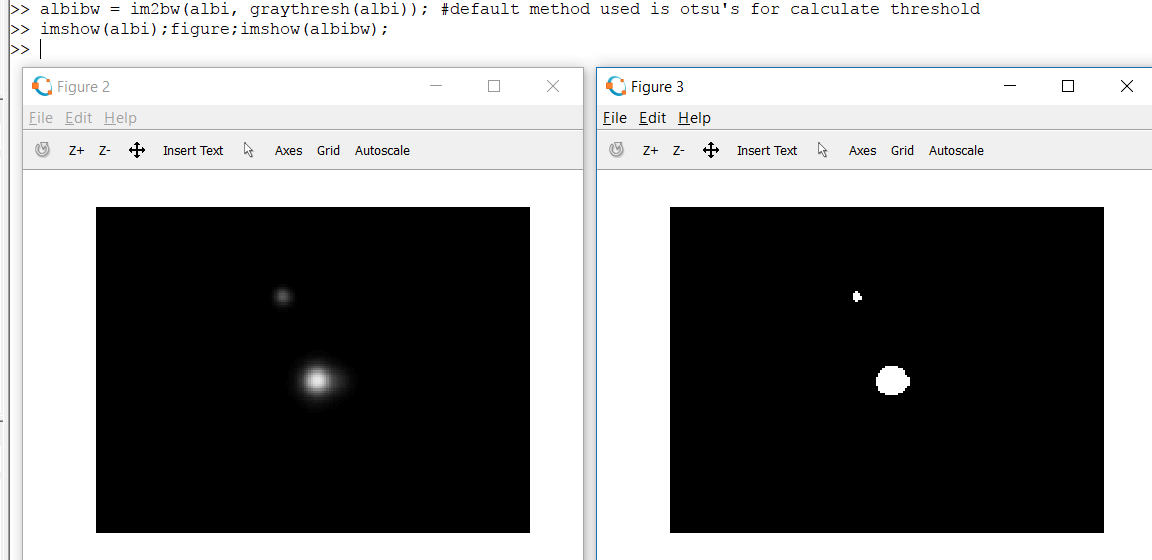 >> albibw = im2bw(albi, graythresh(albi)); #default method used is otsu's for calculate threshold
>> imshow(albi);figure;imshow(albibw);
>>
Figure 2
File Edit Help
Z+ Z- Insert Text Axes Grid Autoscale
Figure 3
File Edit Help
Z+ Z- Insert Text Axes Grid Autoscale